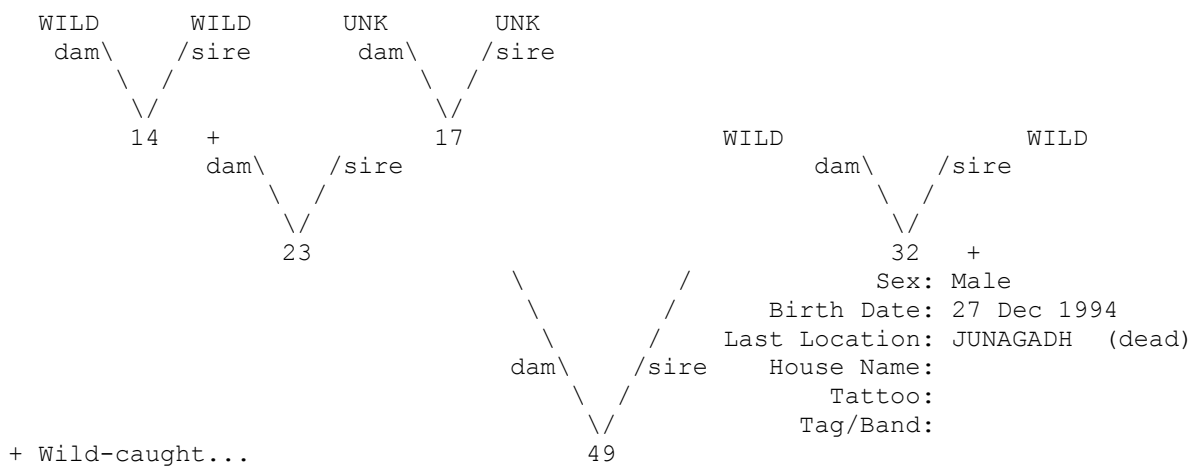 WILD WILD UNK UNK
dam\ /sire dam\ /sire
\ / \ /
\/ \/
14 + 17 WILD WILD
dam\ /sire dam\ /sire
\ / \ /
\/ \/
23 32 +
\ / Sex: Male
\ / Birth Date: 27 Dec 1994
\ / Last Location: JUNAGADH (dead)
dam\ /sire House Name:
\ / Tattoo:
\/ Tag/Band:
+ Wild-caught... 49